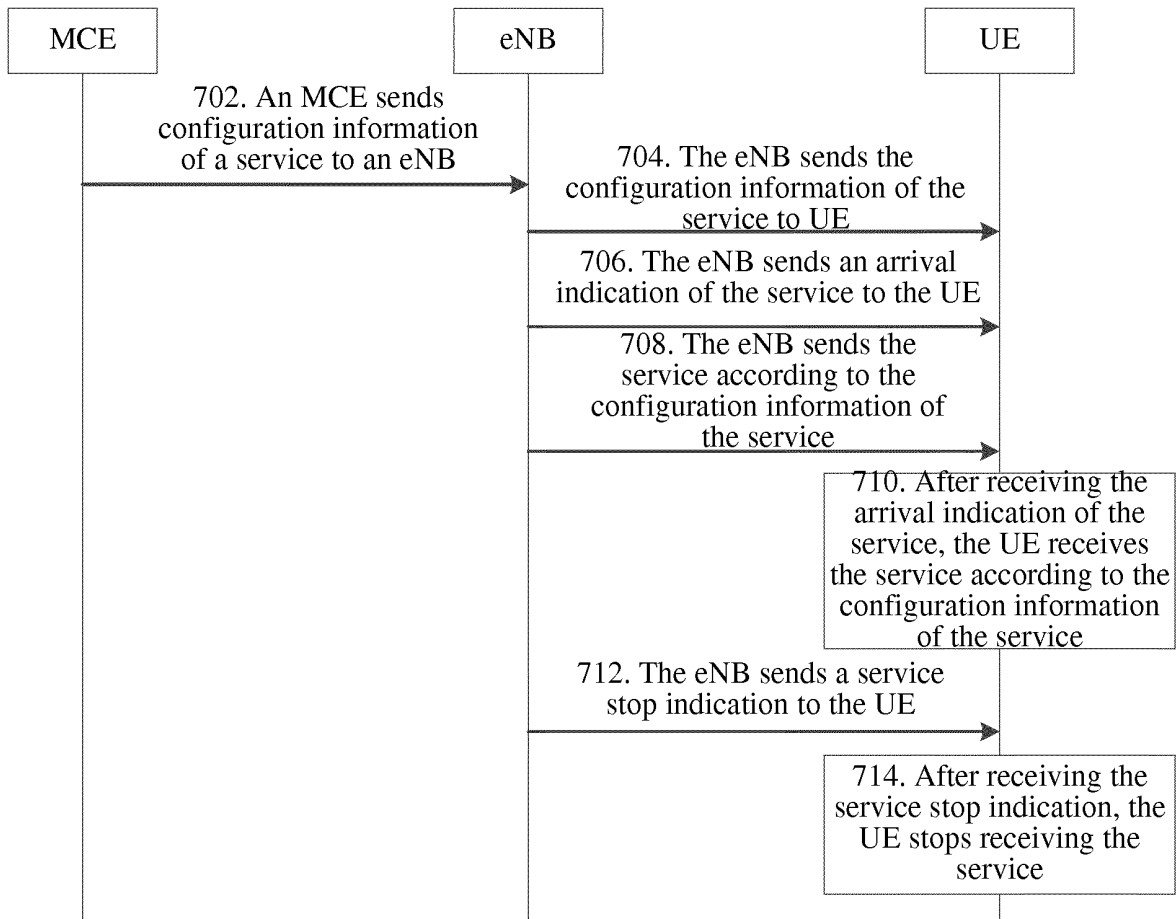 MCE
eNB
UE
702. An MCE sends
configuration information
of a service to an eNB
704. The eNB sends the
configuration information of the
service to UE
706. The eNB sends an arrival
indication of the service to the UE
708. The eNB sends the
service according to the
configuration information of
the service
710. After receiving the
arrival indication of the
service, the UE receives
the service according to the
configuration information
of the service
712. The eNB sends a service
stop indication to the UE
714. After receiving the
service stop indication, the
UE stops receiving the
service